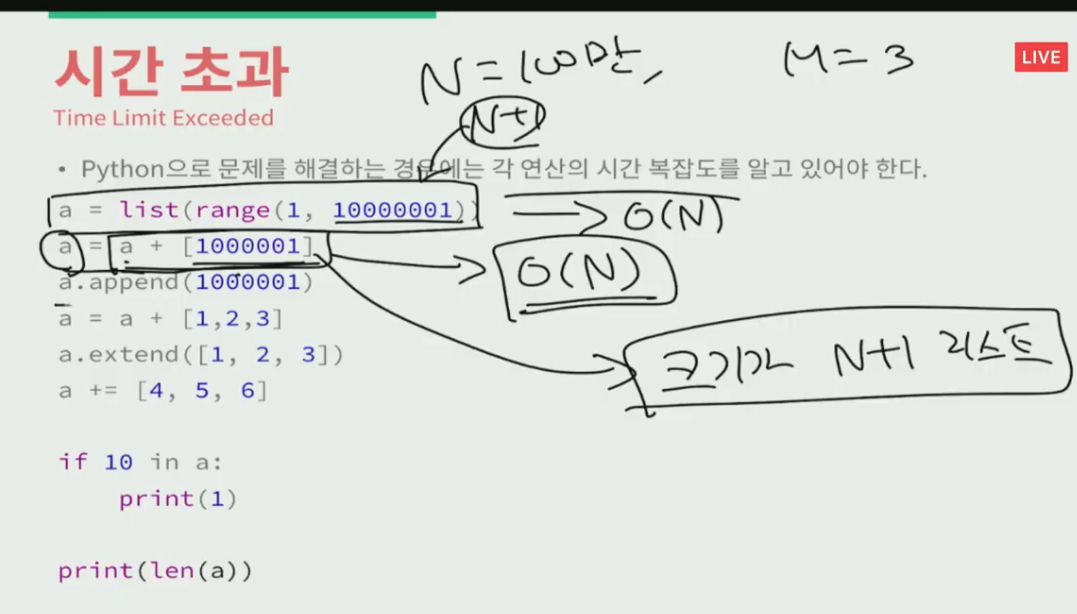 시간 초과
N=100만,
M=3
LIVE
Time Limit Exceeded
N+1
• Python으로 문제를 해결하는 경우에는 각 연산의 시간 복잡도를 알고 있어야 한다.
a = list(range(1, 10000001))
O(N)
a = a + [1000001]
O(N)
a.append(1000001)
a = a + [1,2,3]
크기가 N+1 리스트
a.extend([1, 2, 3])
a += [4, 5, 6]
if 10 in a:
print(1)
print(len(a))